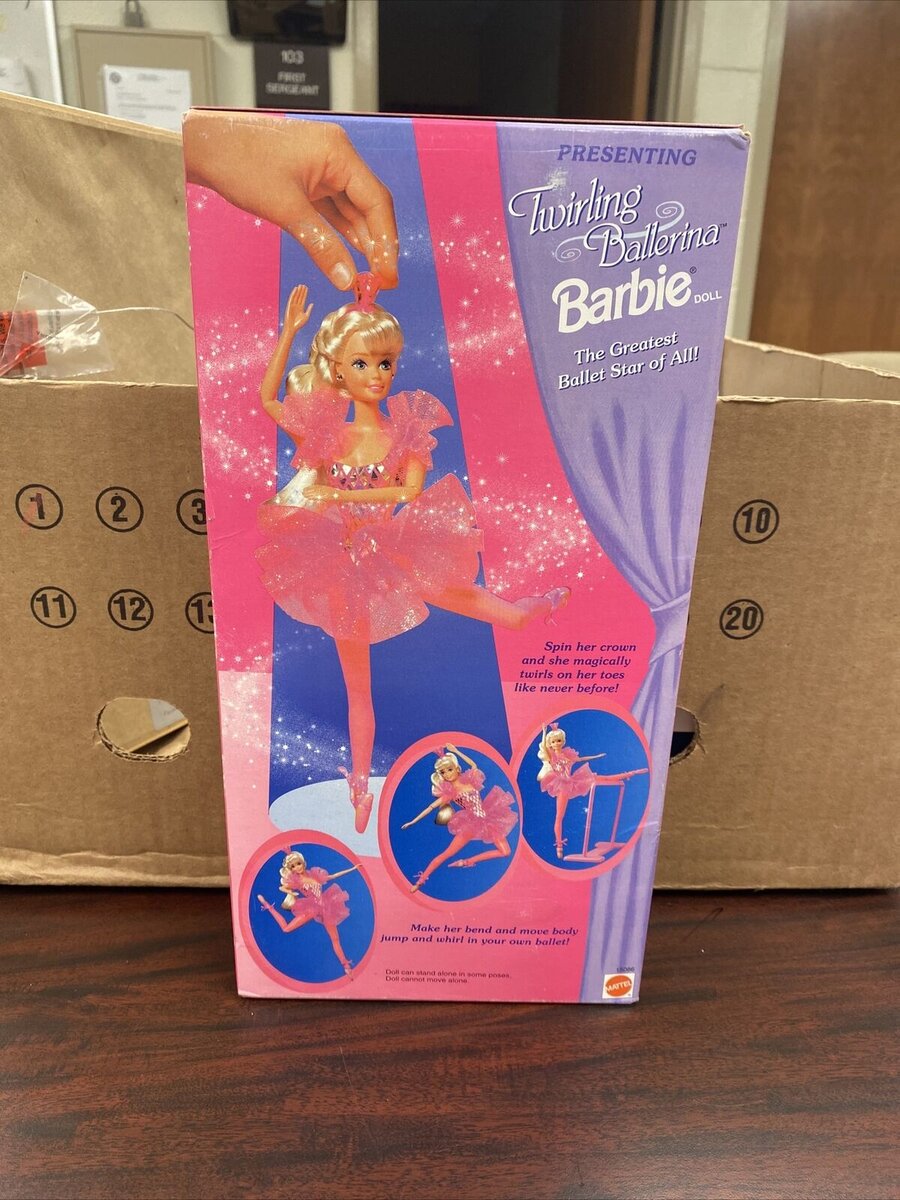 103
FIRST
SERGEANT
PRESENTING
Twirling
Ballerina™
Barbie® DOLL
The Greatest
Ballet Star of All!
1 2 3 10
11 12 13 20
Spin her crown
and she magically
twirls on her toes
like never before!
Make her bend and move body
jump and whirl in your own ballet!
Doll can stand alone in some poses.
Doll cannot move alone.
15086
MATTEL